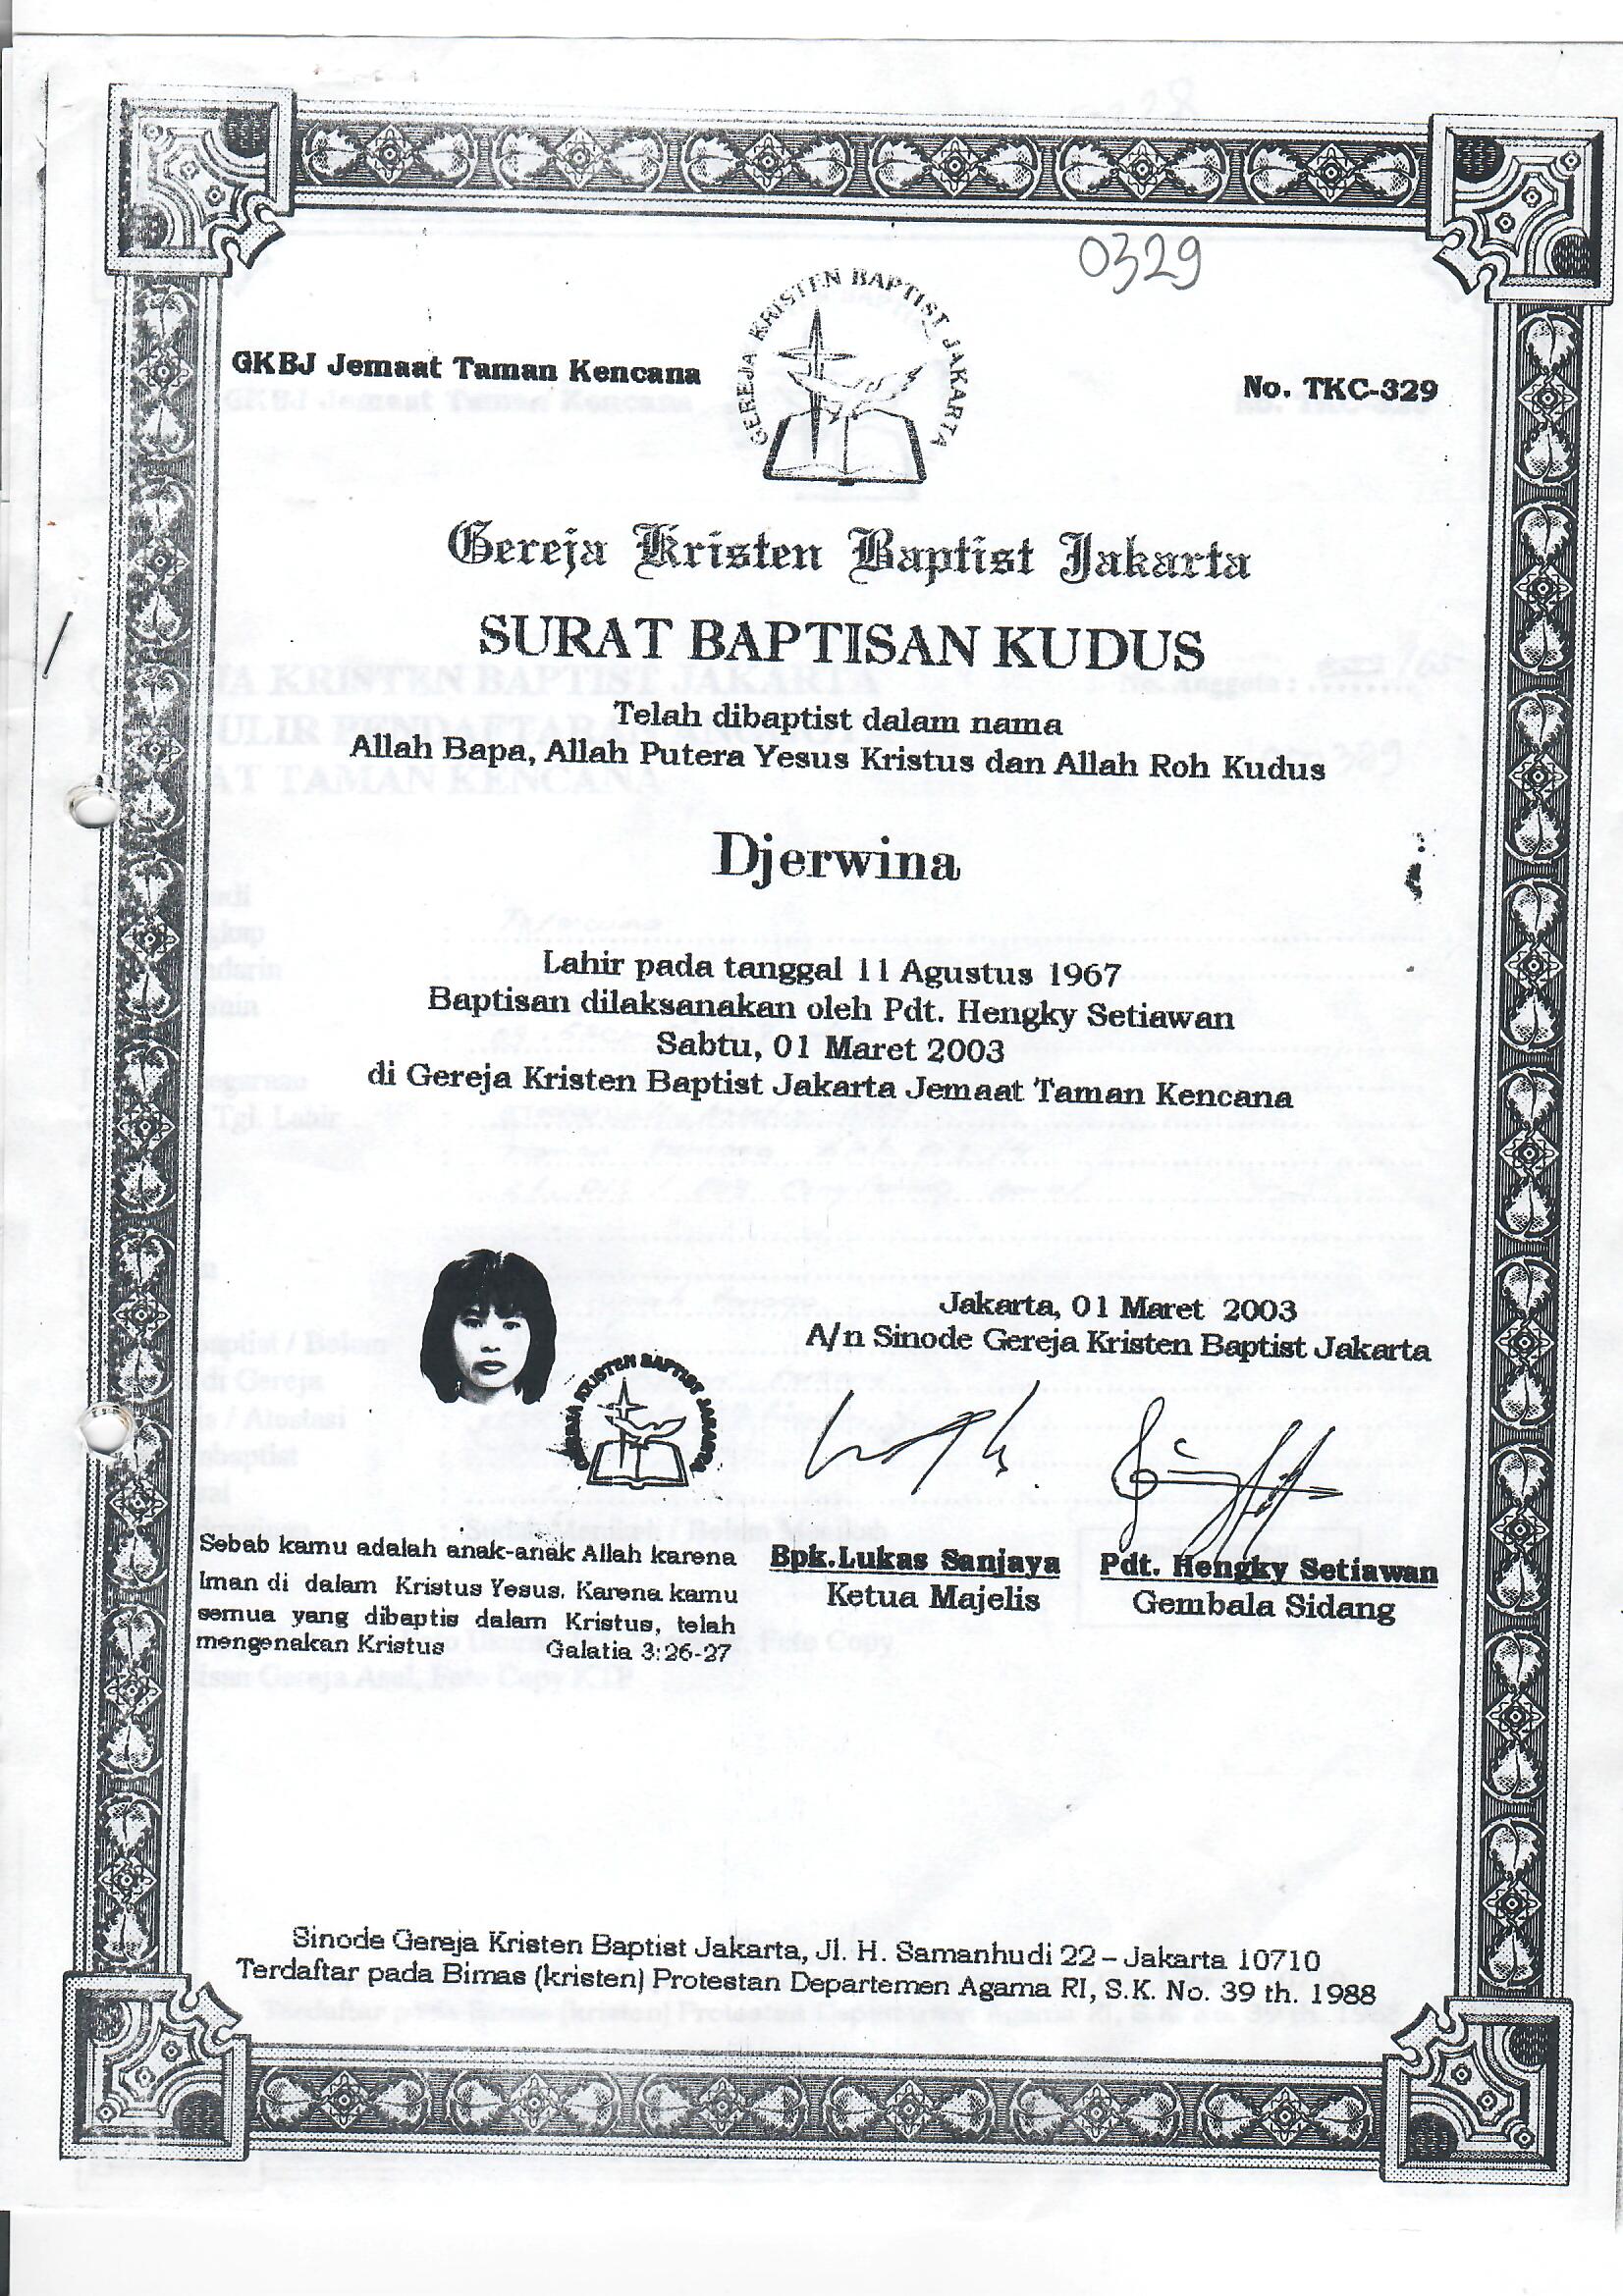 0329
GEREJA KRISTEN BAPTIST JAKARTA
GKBJ Jemaat Taman Kencana
No. TKC-329
Gereja Kristen Baptist Jakarta
SURAT BAPTISAN KUDUS
Telah dibaptist dalam nama
Allah Bapa, Allah Putera Yesus Kristus dan Allah Roh Kudus
Djerwina
Lahir pada tanggal 11 Agustus 1967
Baptisan dilaksanakan oleh Pdt. Hengky Setiawan
Sabtu, 01 Maret 2003
di Gereja Kristen Baptist Jakarta Jemaat Taman Kencana
Jakarta, 01 Maret 2003
A/n Sinode Gereja Kristen Baptist Jakarta
GEREJA KRISTEN BAPTIST JAKARTA
Bpk.Lukas Sanjaya
Ketua Majelis
Pdt. Hengky Setiawan
Gembala Sidang
Sebab kamu adalah anak-anak Allah karena
Iman di dalam Kristus Yesus. Karena kamu
semua yang dibaptis dalam Kristus, telah
mengenakan Kristus Galatia 3:26-27
Sinode Gereja Kristen Baptist Jakarta, Jl. H. Samanhudi 22 – Jakarta 10710
Terdaftar pada Bimas (kristen) Protestan Departemen Agama RI, S.K. No. 39 th. 1988